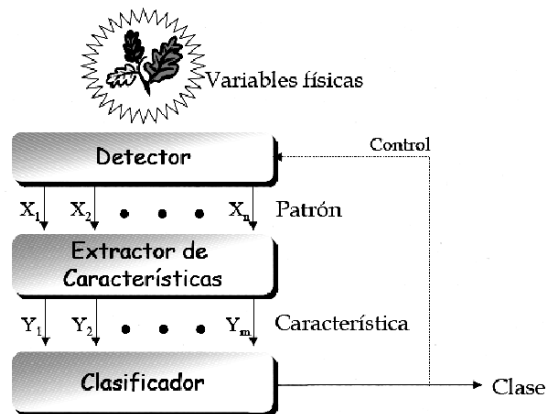 Variables físicas
Detector
Control
X1 X2 Xn Patrón
Extractor de
Características
Y1 Y2 Ym Característica
Clasificador
Clase